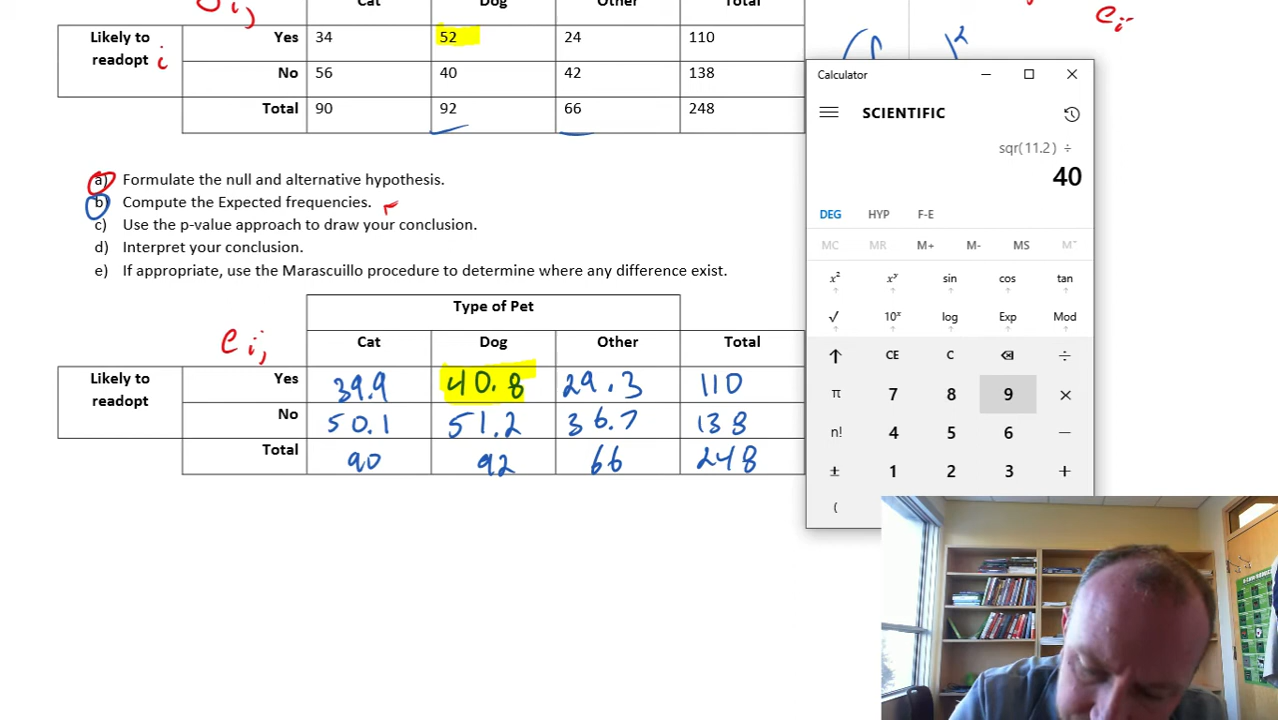 Cat Dog Other Total
Likely to readopt i Yes 34 52 24 110
No 56 40 42 138
Total 90 92 66 248
a) Formulate the null and alternative hypothesis.
b) Compute the Expected frequencies.
c) Use the p-value approach to draw your conclusion.
d) Interpret your conclusion.
e) If appropriate, use the Marascuillo procedure to determine where any difference exist.
Type of Pet
e i, Cat Dog Other Total
Likely to readopt Yes 39.9 40.8 29.3 110
No 50.1 51.2 36.7 138
Total 90 92 66 248
Calculator
SCIENTIFIC
sqr(11.2) ÷
40
DEG HYP F-E
MC MR M+ M- MS M
x² xʸ sin cos tan
√ 10ˣ log Exp Mod
↑ CE C ⌫ ÷
π 7 8 9 ×
n! 4 5 6 −
± 1 2 3 +
(